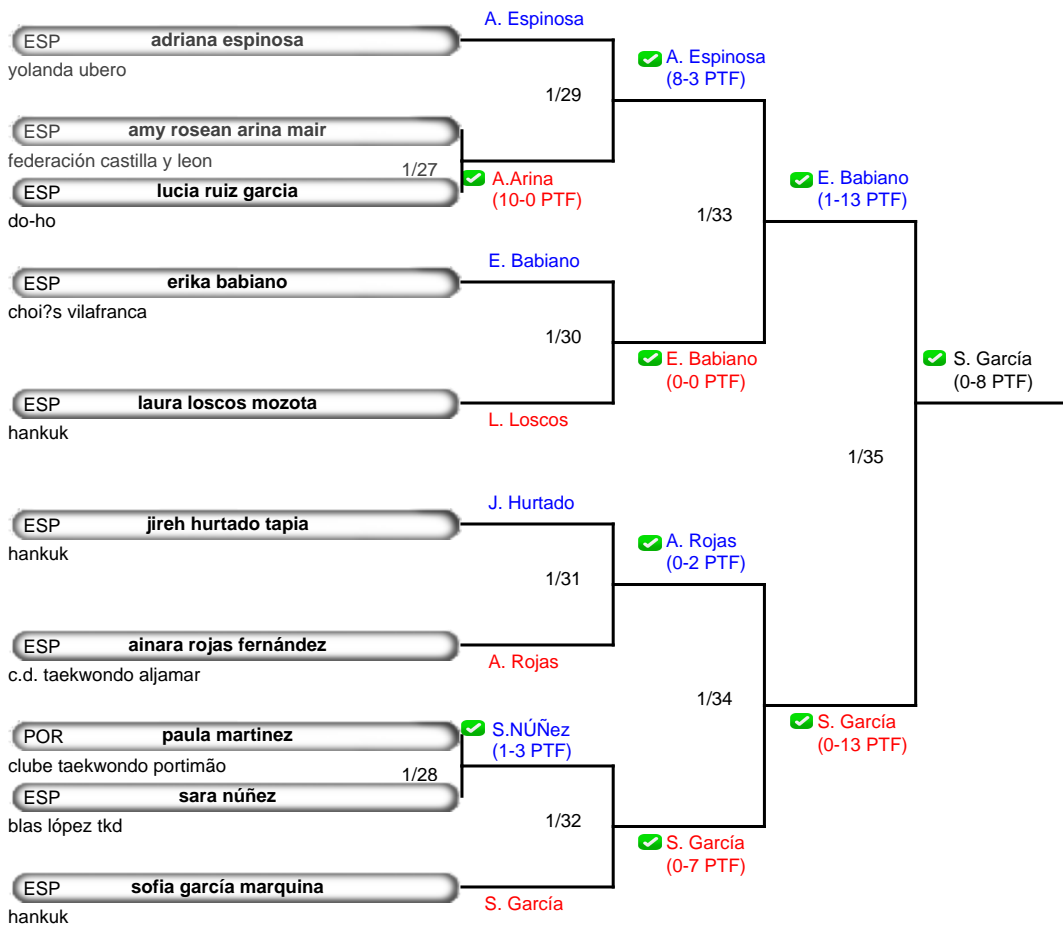 A. Espinosa
ESP adriana espinosa
yolanda ubero
A. Espinosa
(8-3 PTF)
1/29
ESP amy rosean arina mair
federación castilla y leon
1/27
A.Arina
(10-0 PTF)
ESP lucia ruiz garcia
do-ho
E. Babiano
(1-13 PTF)
1/33
E. Babiano
ESP erika babiano
choi?s vilafranca
1/30
E. Babiano
(0-0 PTF)
S. García
(0-8 PTF)
ESP laura loscos mozota
hankuk
L. Loscos
1/35
J. Hurtado
ESP jireh hurtado tapia
hankuk
A. Rojas
(0-2 PTF)
1/31
ESP ainara rojas fernández
c.d. taekwondo aljamar
A. Rojas
1/34
POR paula martinez
clube taekwondo portimão
S.NÚÑez
(1-3 PTF)
S. García
(0-13 PTF)
1/28
ESP sara núñez
blas lópez tkd
1/32
S. García
(0-7 PTF)
ESP sofia garcía marquina
hankuk
S. García